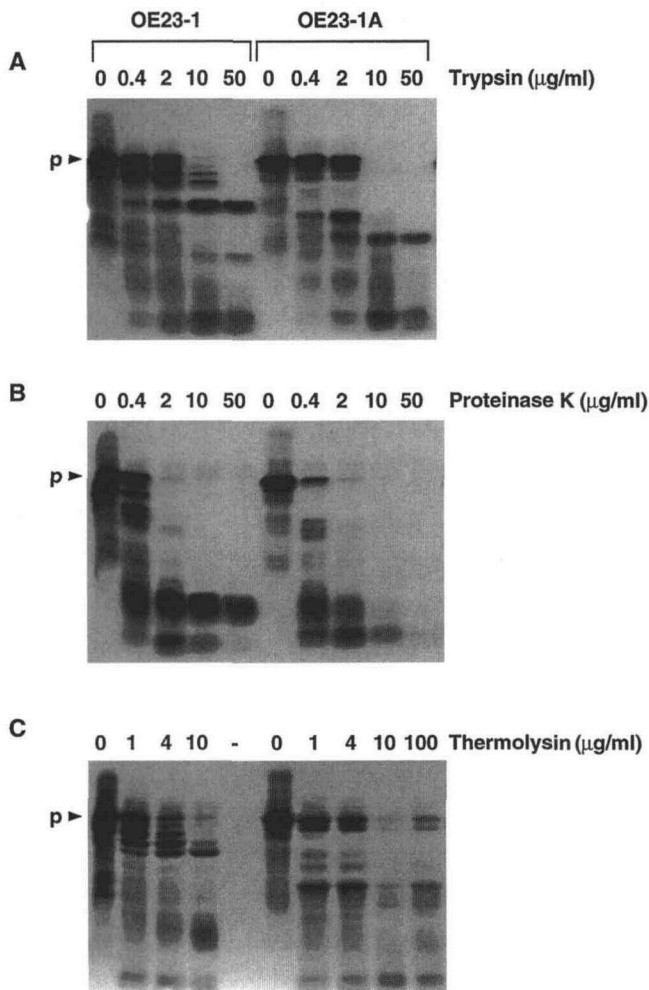 OE23-1 OE23-1A
A
0 0.4 2 10 50 0 0.4 2 10 50 Trypsin (µg/ml)
p
B
0 0.4 2 10 50 0 0.4 2 10 50 Proteinase K (µg/ml)
p
C
0 1 4 10 - 0 1 4 10 100 Thermolysin (µg/ml)
p